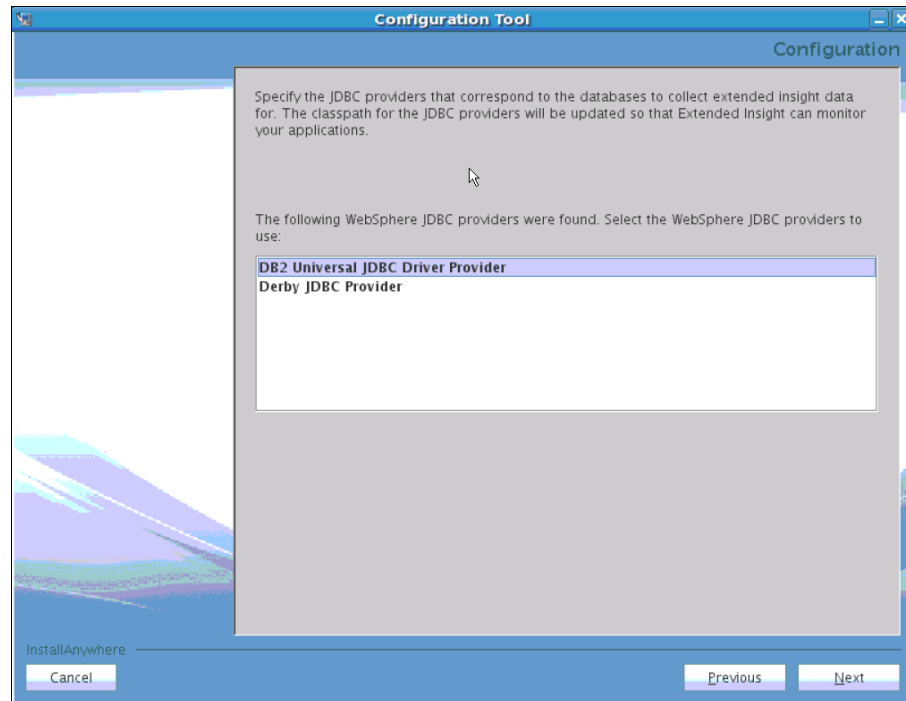 Configuration Tool
Configuration
Specify the JDBC providers that correspond to the databases to collect extended insight data
for. The classpath for the JDBC providers will be updated so that Extended Insight can monitor
your applications.
The following WebSphere JDBC providers were found. Select the WebSphere JDBC providers to
use:
DB2 Universal JDBC Driver Provider
Derby JDBC Provider
InstallAnywhere
Cancel
Previous
Next